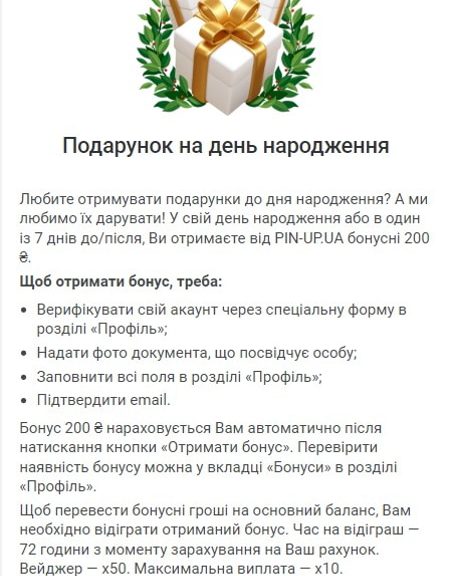 Подарунок на день народження
Любите отримувати подарунки до дня народження? А ми
любимо їх дарувати! У свій день народження або в один
із 7 днів до/після, Ви отримаєте від PIN-UP.UA бонусні 200
₴.
Щоб отримати бонус, треба:
• Верифікувати свій акаунт через спеціальну форму в
розділі «Профіль»;
• Надати фото документа, що посвідчує особу;
• Заповнити всі поля в розділі «Профіль»;
• Підтвердити email.
Бонус 200 ₴ нараховується Вам автоматично після
натискання кнопки «Отримати бонус». Перевірити
наявність бонусу можна у вкладці «Бонуси» в розділі
«Профіль».
Щоб перевести бонусні гроші на основний баланс, Вам
необхідно відіграти отриманий бонус. Час на відіграш —
72 години з моменту зарахування на Ваш рахунок.
Вейджер — x50. Максимальна виплата — x10.